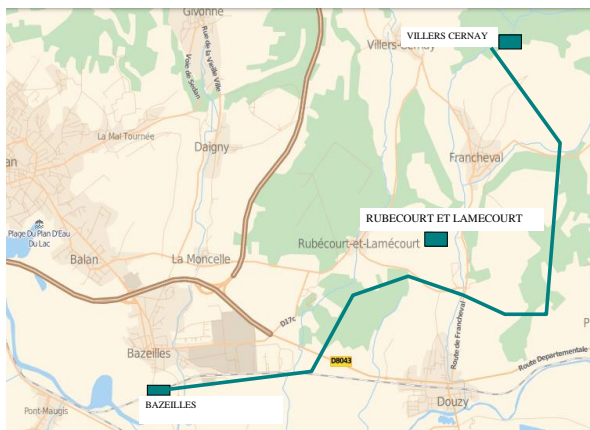 Givonne
Rue de la Vieille Ville
Voie de Sedan
VILLERS CERNAY
Villers-Cernay
La Mal Tournée
Daigny
Francheval
RUBECOURT ET LAMECOURT
Plage Du Plan D'Eau
Du Lac
Rubécourt-et-Lamécourt
Balan
La Moncelle
D17c
Bazeilles
D8043
Route de Francheval
Route Departementale
BAZEILLES
Pont Maugis
Douzy